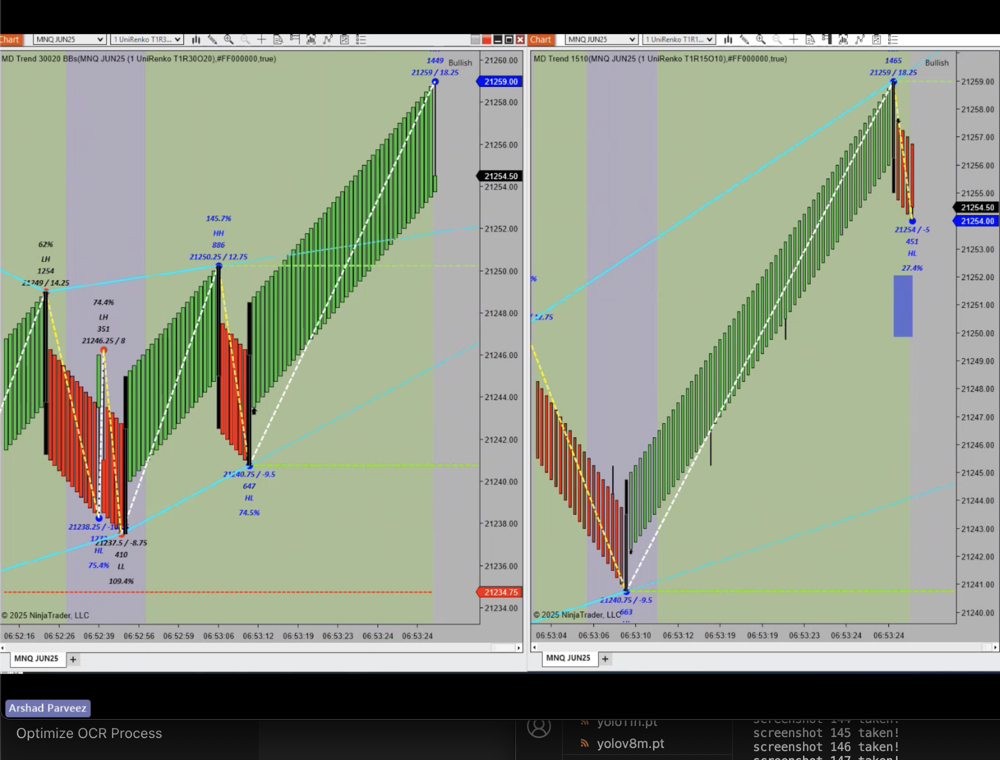 Chart
MNQ JUN25
1 UniRenko T1R3...
MD Trend 30020 BBs(MNQ JUN25 (1 UniRenko T1R30O20),#FF000000,true)
1449
21259 / 18.25
Bullish
62%
LH
1254
21249 / 14.25
74.4%
LH
351
21246.25 / 8
145.7%
HH
886
21250.25 / 12.75
21238.25 /
HL
75.4%
21237.5 / -8.75
410
LL
109.4%
21240.75 / -9.5
647
HL
74.5%
21260.00
21259.00
21258.00
21256.00
21254.50
21254.00
21252.00
21250.00
21248.00
21246.00
21244.00
21242.00
21240.00
21238.00
21236.00
21234.75
21234.00
© 2025 NinjaTrader, LLC
06:52:16 06:52:26 06:52:39 06:52:56 06:52:59 06:53:06 06:53:12 06:53:19 06:53:23 06:53:24 06:53:24
MNQ JUN25 +
Chart
MNQ JUN25
1 UniRenko T1R1...
MD Trend 1510(MNQ JUN25 (1 UniRenko T1R15O10),#FF000000,true)
1465
21259 / 18.25
Bullish
%
/ 12.75
21254 / -5
451
HL
27.4%
21240.75 / -9.5
663
21259.00
21258.00
21257.00
21256.00
21255.00
21254.50
21254.00
21253.00
21252.00
21251.00
21250.00
21249.00
21248.00
21247.00
21246.00
21245.00
21244.00
21243.00
21242.00
21241.00
21240.00
© 2025 NinjaTrader, LLC
06:53:04 06:53:06 06:53:10 06:53:12 06:53:13 06:53:19 06:53:19 06:53:23 06:53:24
MNQ JUN25 +
Arshad Parveez
Optimize OCR Process
yolo11n.pt
yolov8m.pt
screenshot 144 taken!
screenshot 145 taken!
screenshot 146 taken!
screenshot 147 taken!